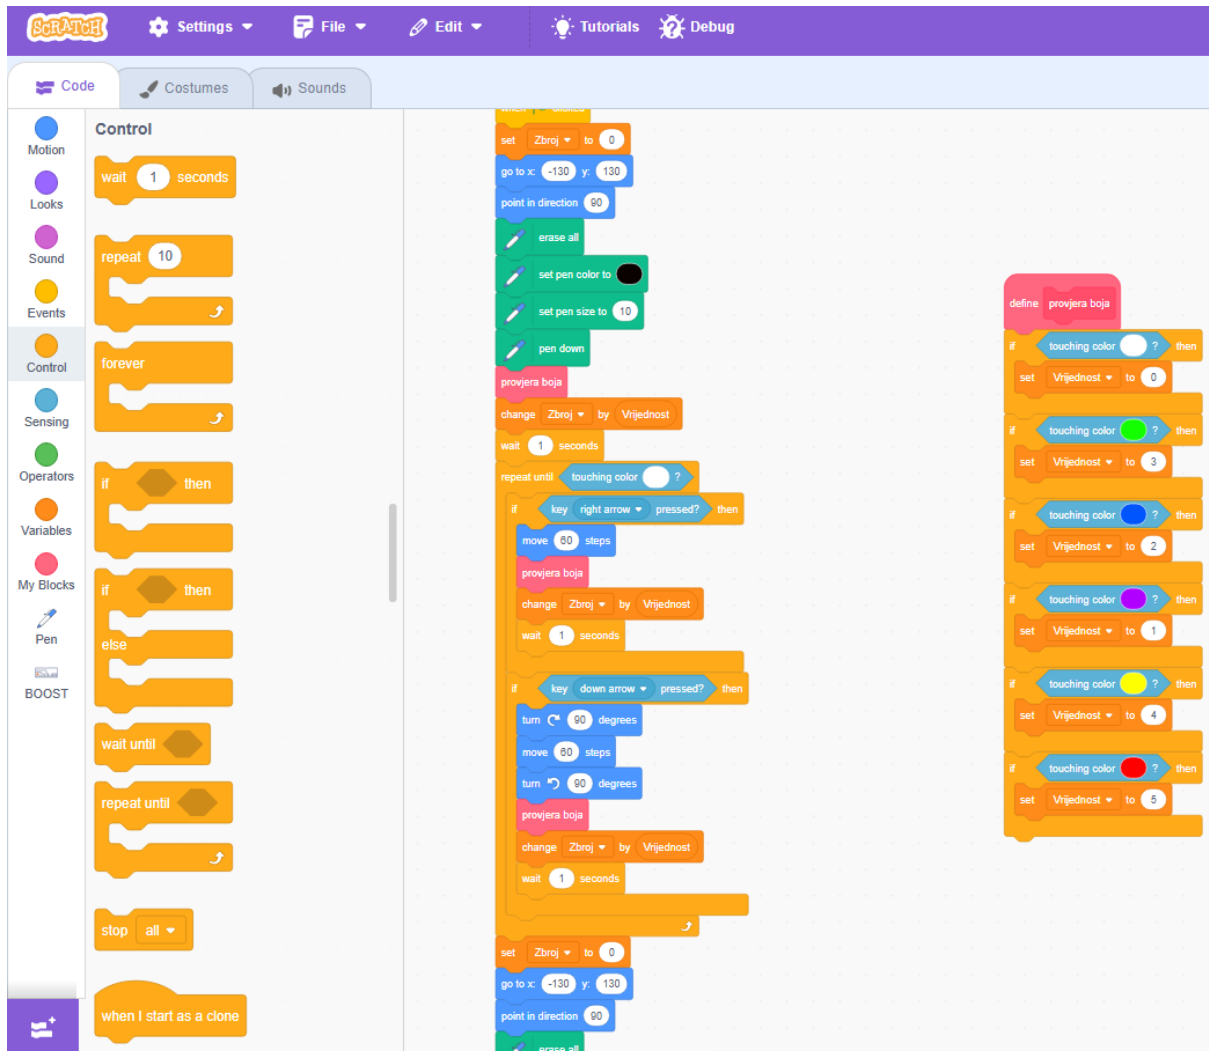 SCRATCH Settings File Edit Tutorials Debug
Code Costumes Sounds
Motion
Looks
Sound
Events
Control
Sensing
Operators
Variables
My Blocks
Pen
BOOST
Control
wait 1 seconds
repeat 10
forever
if then
if then
else
wait until
repeat until
stop all
when I start as a clone
when
set Zbroj to 0
go to x: -130 y: 130
point in direction 90
erase all
set pen color to
set pen size to 10
pen down
provjera boja
change Zbroj by Vrijednost
wait 1 seconds
repeat until touching color ?
if key right arrow pressed? then
move 60 steps
provjera boja
change Zbroj by Vrijednost
wait 1 seconds
if key down arrow pressed? then
turn 90 degrees
move 60 steps
turn 90 degrees
provjera boja
change Zbroj by Vrijednost
wait 1 seconds
set Zbroj to 0
go to x: -130 y: 130
point in direction 90
erase all
define provjera boja
if touching color ? then
set Vrijednost to 0
if touching color ? then
set Vrijednost to 3
if touching color ? then
set Vrijednost to 2
if touching color ? then
set Vrijednost to 1
if touching color ? then
set Vrijednost to 4
if touching color ? then
set Vrijednost to 5